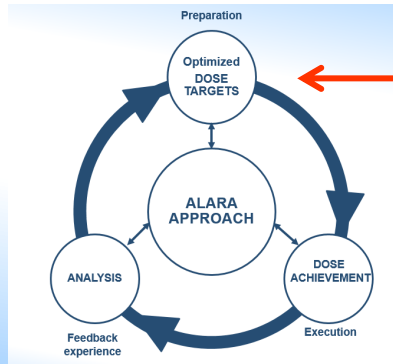 Preparation
Optimized
DOSE
TARGETS
ALARA
APPROACH
ANALYSIS
DOSE
ACHIEVEMENT
Feedback
experience
Execution